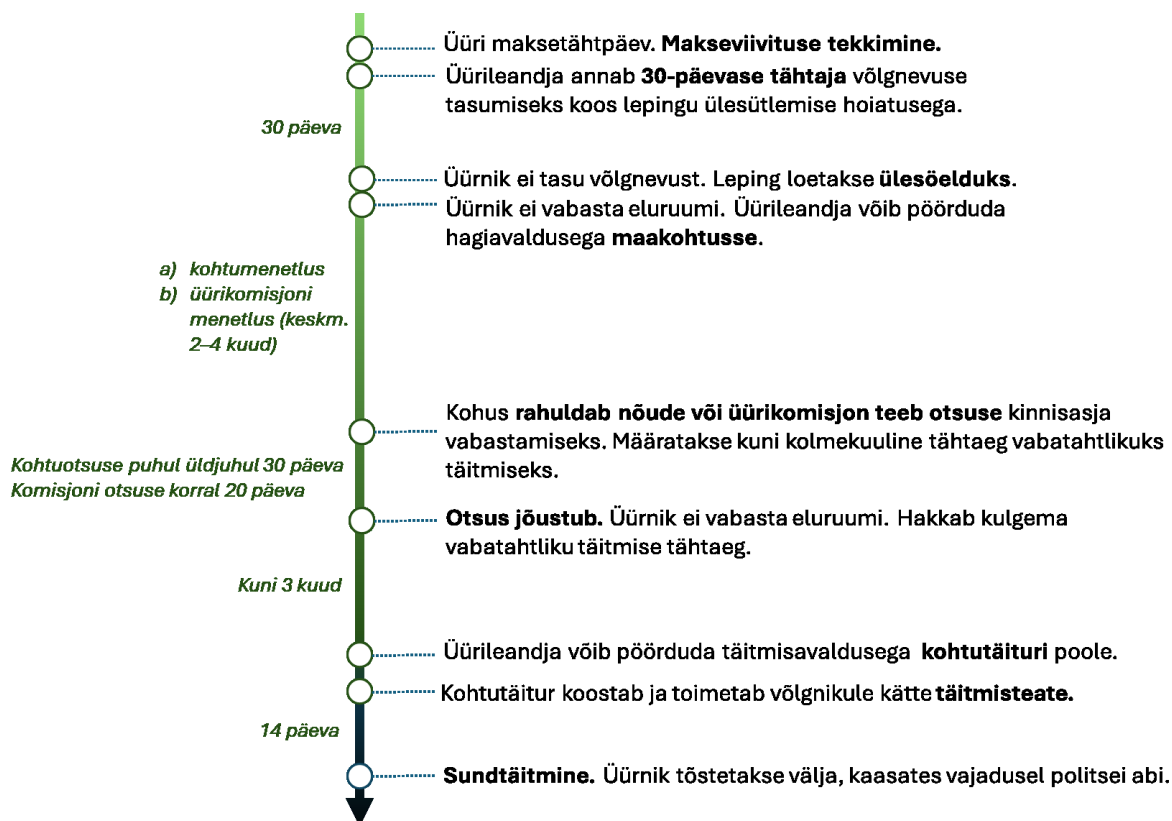 Üüri maksetähtpäev. Makseviivituse tekkimine.
Üürileandja annab 30-päevase tähtaja võlgnevuse
tasumiseks koos lepingu ülesütlemise hoiatusega.
30 päeva
Üürnik ei tasu võlgnevust. Leping loetakse ülesöelduks.
Üürnik ei vabasta eluruumi. Üürileandja võib pöörduda
hagiavaldusega maakohtusse.
a) kohtumenetlus
b) üürikomisjoni
menetlus (keskm.
2–4 kuud)
Kohus rahuldab nõude või üürikomisjon teeb otsuse kinnisasja
vabastamiseks. Määratakse kuni kolmekuuline tähtaeg vabatahtlikuks
täitmiseks.
Kohtuotsuse puhul üldjuhul 30 päeva
Komisjoni otsuse korral 20 päeva
Otsus jõustub. Üürnik ei vabasta eluruumi. Hakkab kulgema
vabatahtliku täitmise tähtaeg.
Kuni 3 kuud
Üürileandja võib pöörduda täitmisavaldusega kohtutäituri poole.
Kohtutäitur koostab ja toimetab võlgnikule kätte täitmisteate.
14 päeva
Sundtäitmine. Üürnik tõstetakse välja, kaasates vajadusel politsei abi.